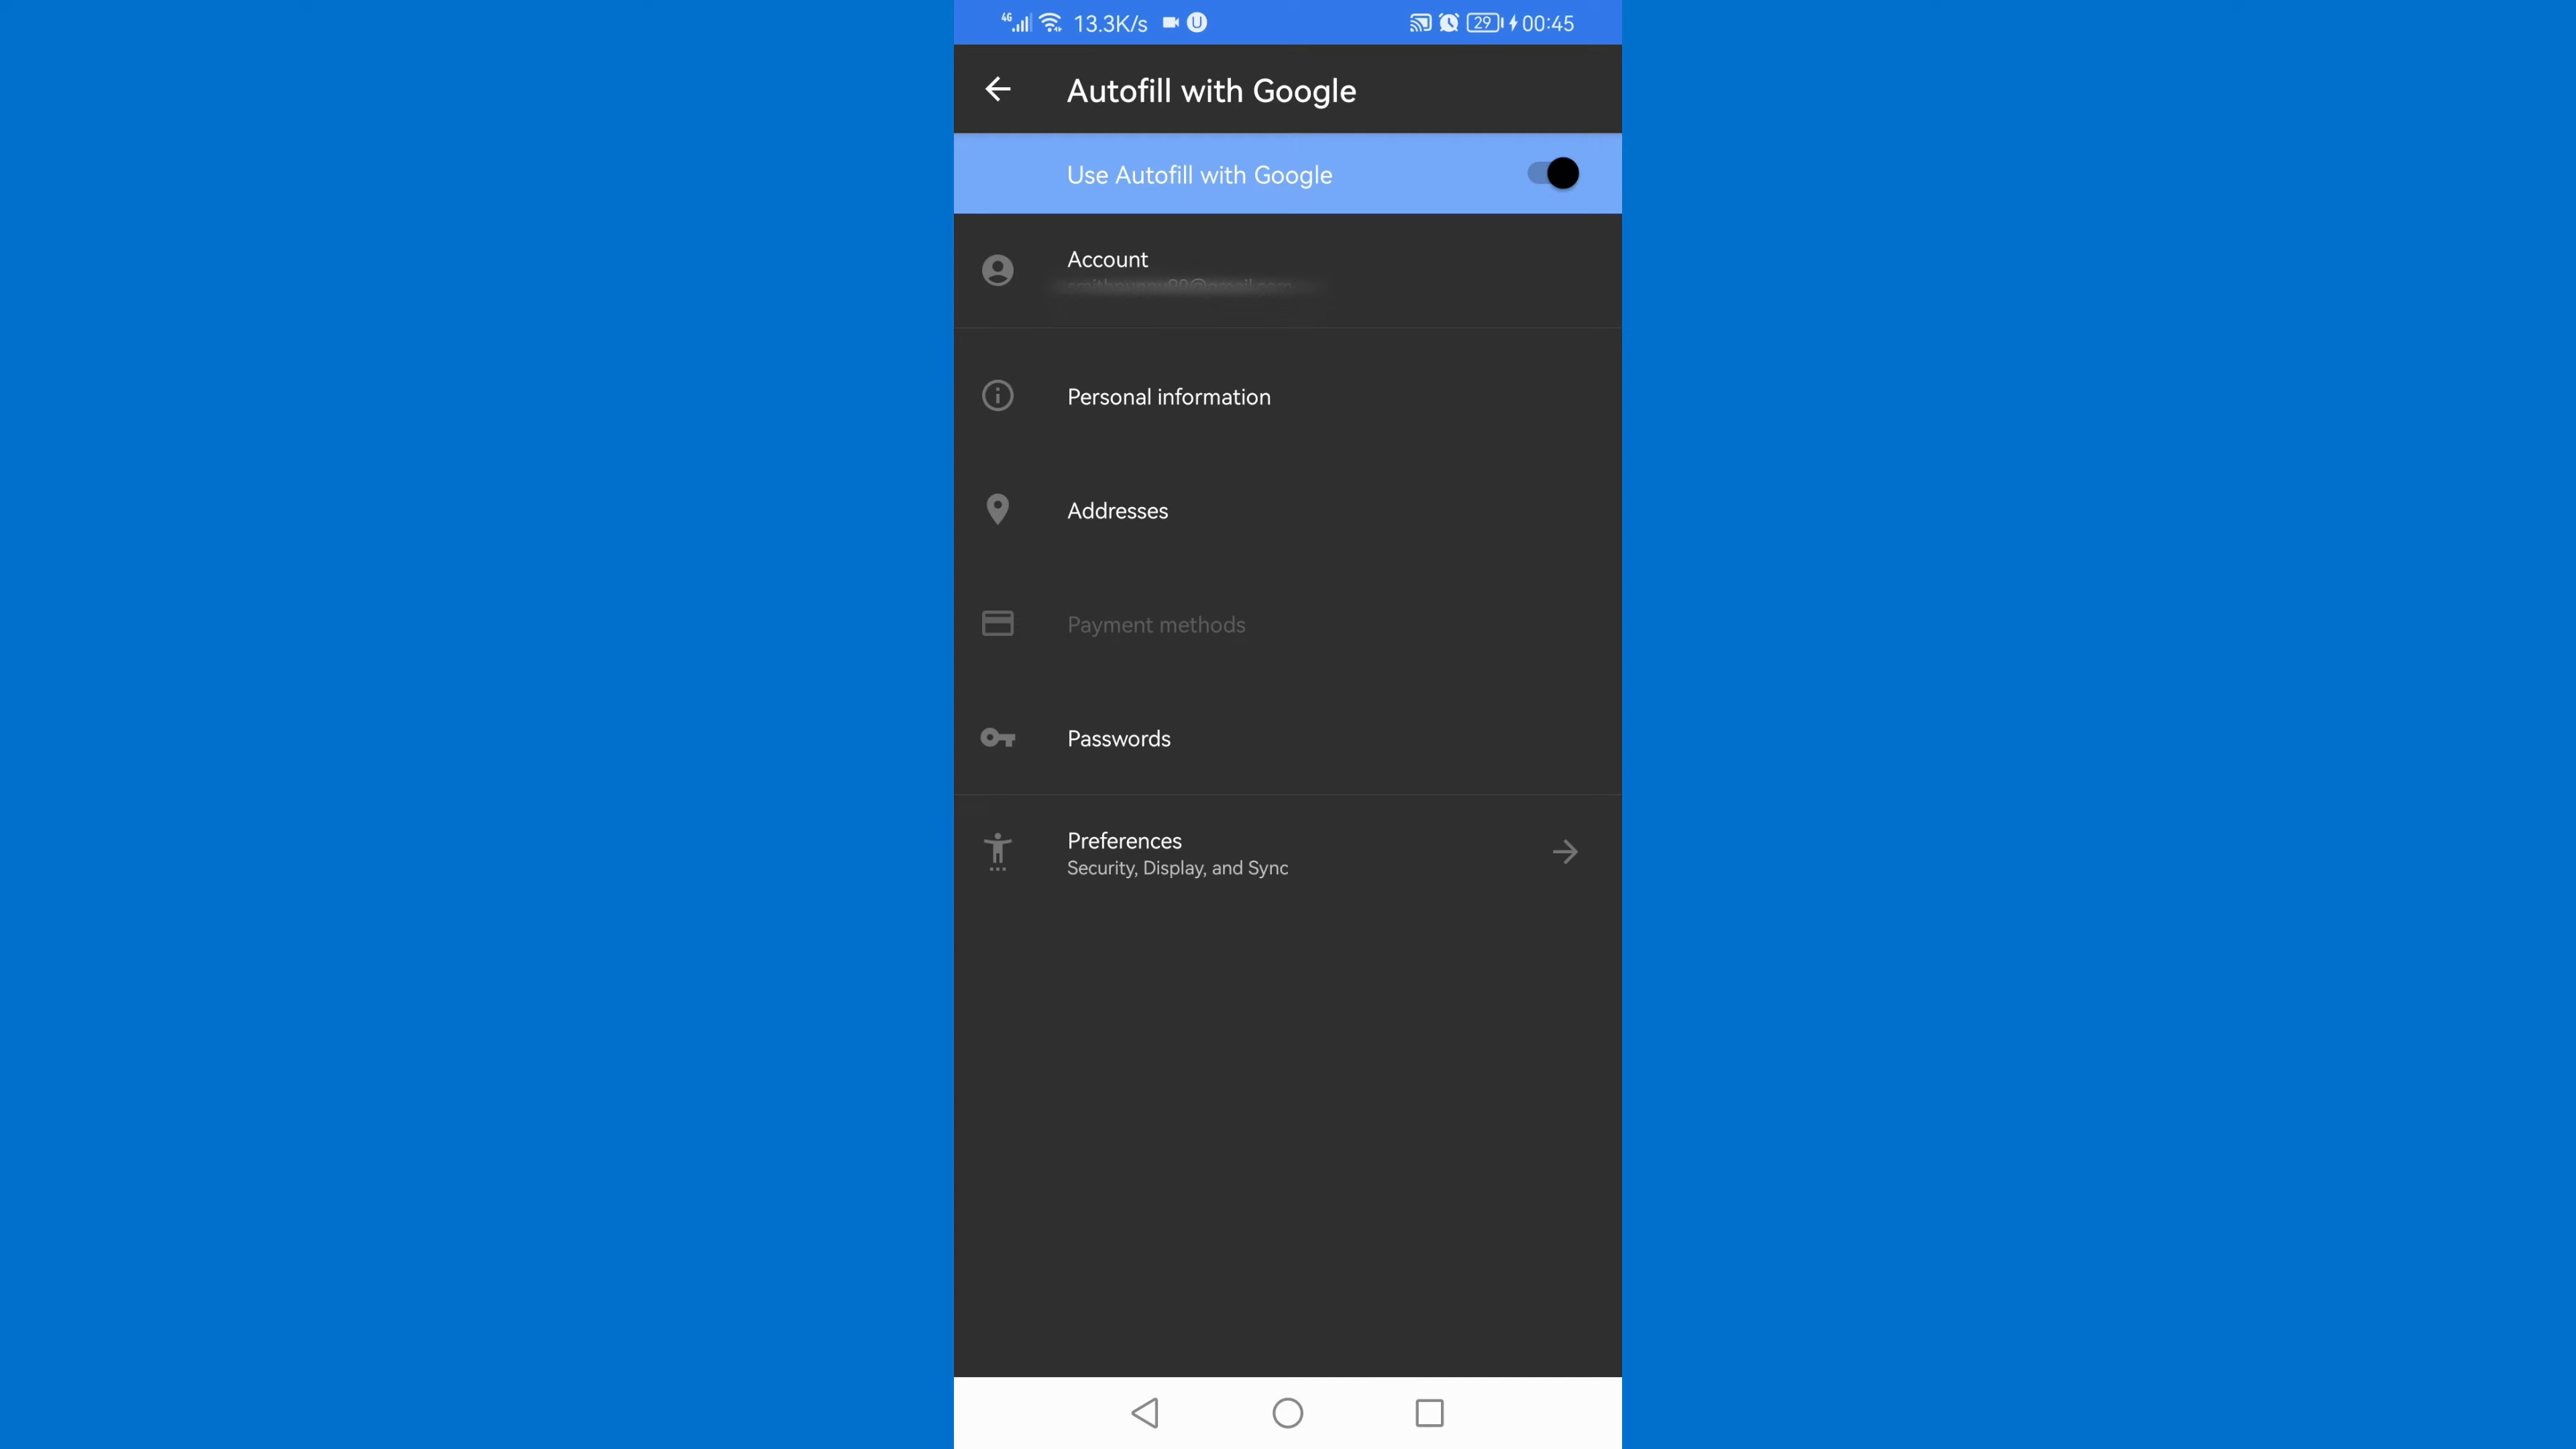 4G 13.3K/s U 29 00:45
Autofill with Google
Use Autofill with Google
Account
Personal information
Addresses
Payment methods
Passwords
Preferences
Security, Display, and Sync